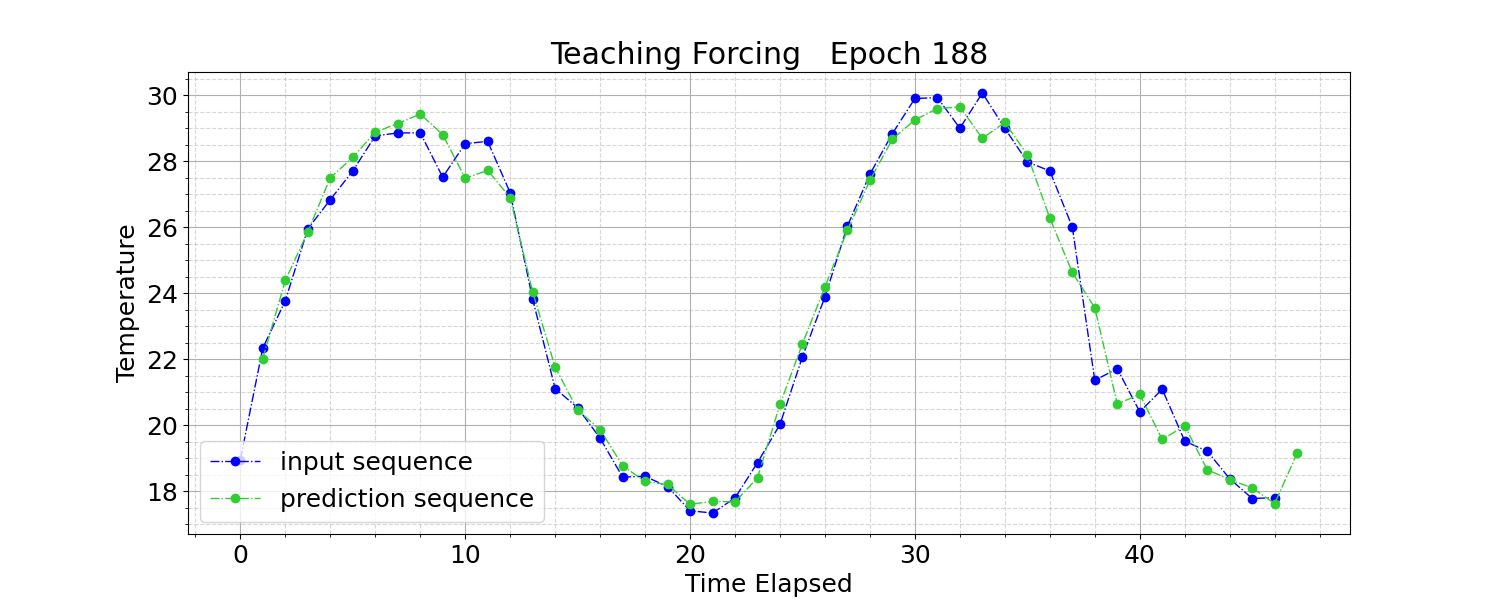 Teaching Forcing   Epoch 188
30
28
26
24
22
20
18
Temperature
input sequence
prediction sequence
0 10 20 30 40
Time Elapsed